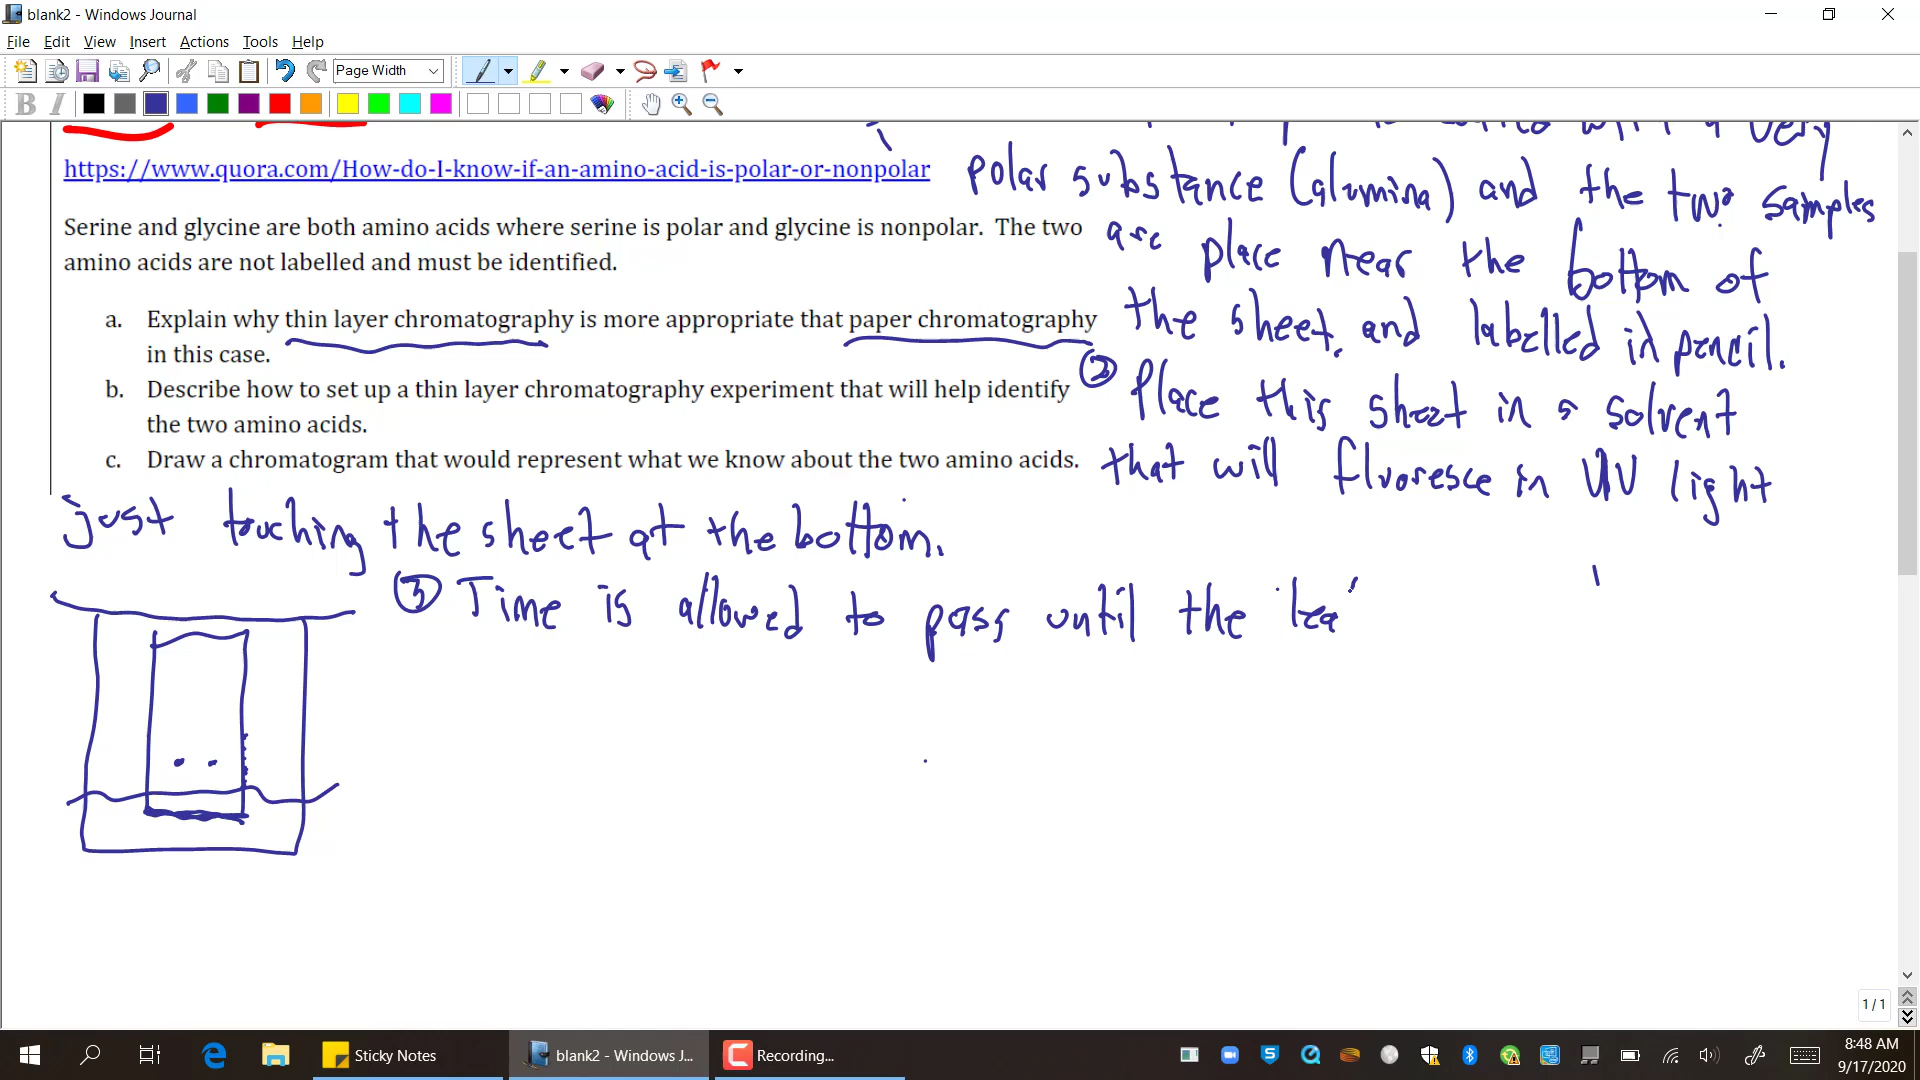 blank2 - Windows Journal
File Edit View Insert Actions Tools Help
Page Width
B I
https://www.quora.com/How-do-I-know-if-an-amino-acid-is-polar-or-nonpolar
Serine and glycine are both amino acids where serine is polar and glycine is nonpolar. The two
amino acids are not labelled and must be identified.
a. Explain why thin layer chromatography is more appropriate that paper chromatography
in this case.
b. Describe how to set up a thin layer chromatography experiment that will help identify
the two amino acids.
c. Draw a chromatogram that would represent what we know about the two amino acids.
with a very
polar substance (alumina) and the two samples
are place near the bottom of
the sheet. and labelled in pencil.
② Place this sheet in a solvent
that will fluoresce in UV light
just touching the sheet at the bottom.
③ Time is allowed to pass until the lea
1 / 1
Sticky Notes
blank2 - Windows J...
Recording...
8:48 AM
9/17/2020